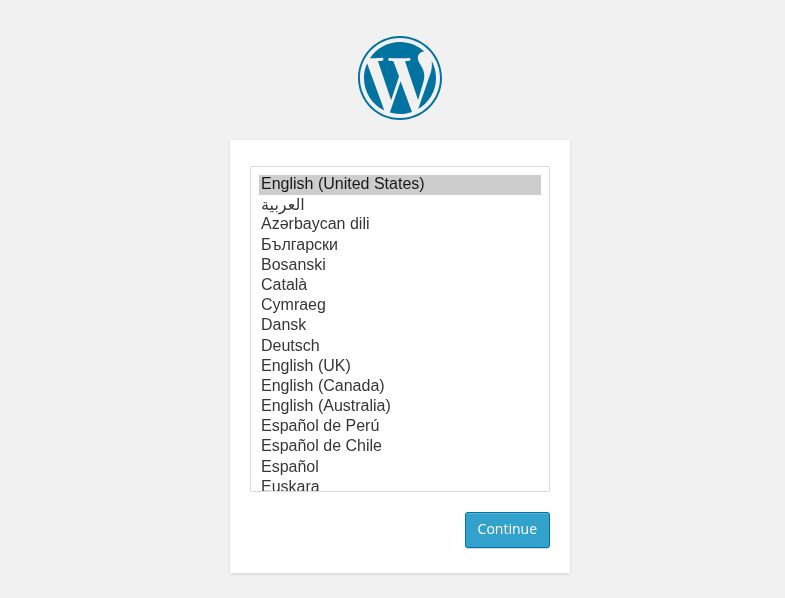 English (United States)
العربية
Azərbaycan dili
Български
Bosanski
Català
Cymraeg
Dansk
Deutsch
English (UK)
English (Canada)
English (Australia)
Español de Perú
Español de Chile
Español
Euskara
Continue